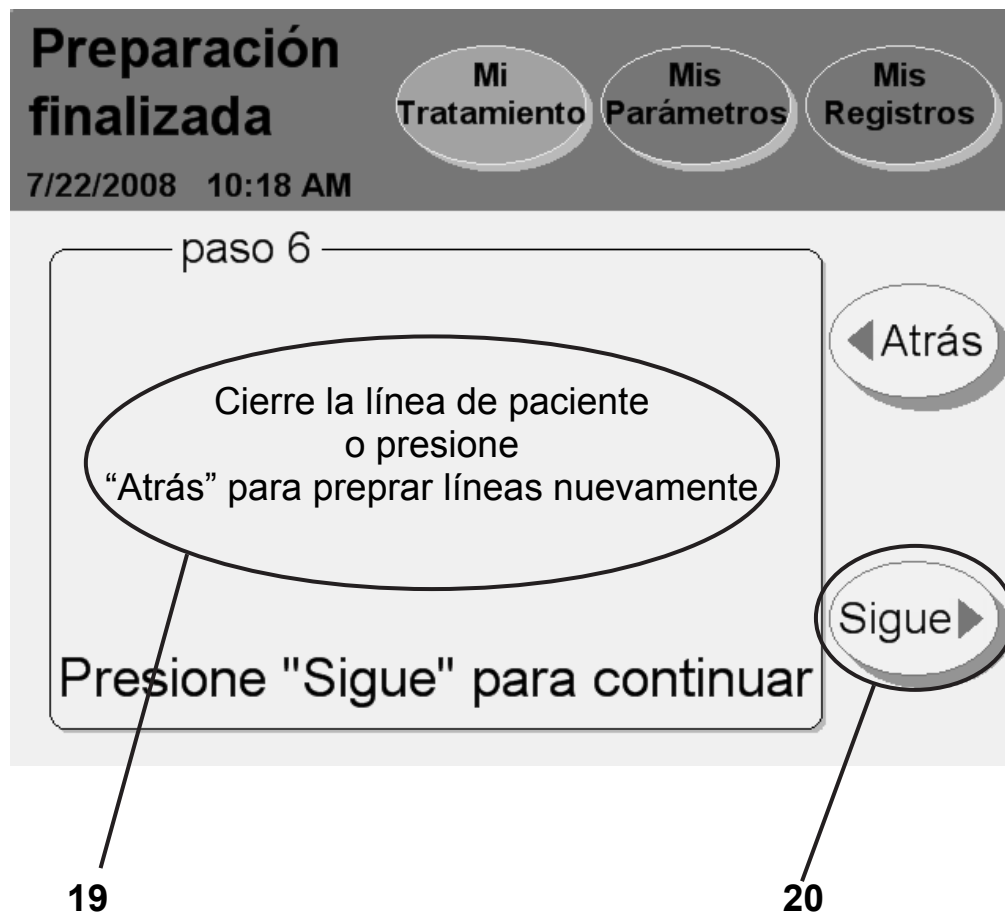 Preparación
finalizada
7/22/2008 10:18 AM
Mi
Tratamiento
Mis
Parámetros
Mis
Registros
paso 6
Atrás
Cierre la línea de paciente
o presione
“Atrás” para preprar líneas nuevamente
Sigue
Presione "Sigue" para continuar
19
20